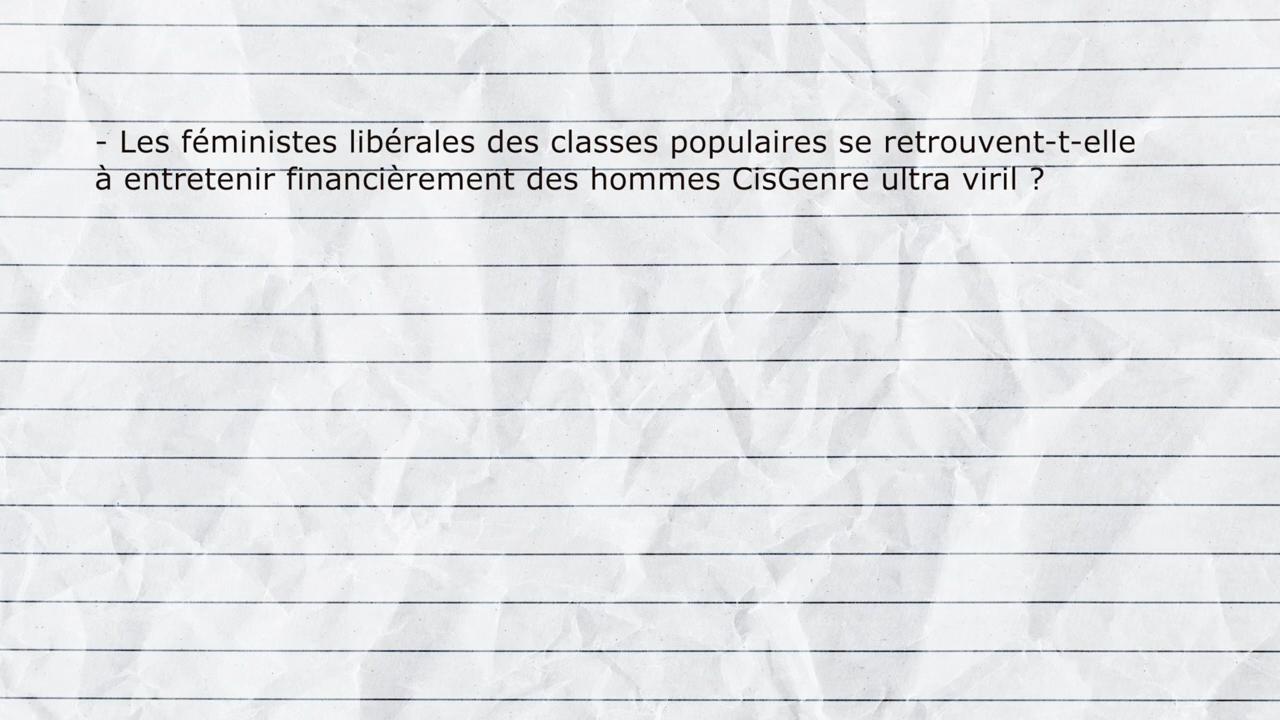 - Les féministes libérales des classes populaires se retrouvent-t-elle
à entretenir financièrement des hommes CisGenre ultra viril ?